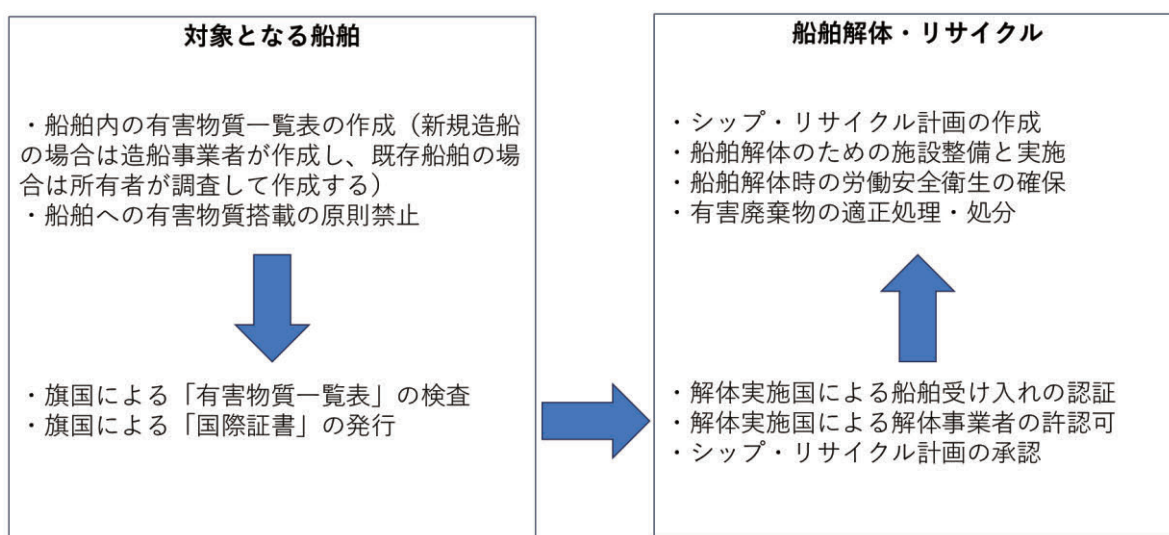 対象となる船舶
・船舶内の有害物質一覧表の作成（新規造船
の場合は造船事業者が作成し、既存船舶の場
合は所有者が調査して作成する）
・船舶への有害物質搭載の原則禁止
・旗国による「有害物質一覧表」の検査
・旗国による「国際証書」の発行
船舶解体・リサイクル
・シップ・リサイクル計画の作成
・船舶解体のための施設整備と実施
・船舶解体時の労働安全衛生の確保
・有害廃棄物の適正処理・処分
・解体実施国による船舶受け入れの認証
・解体実施国による解体事業者の許認可
・シップ・リサイクル計画の承認